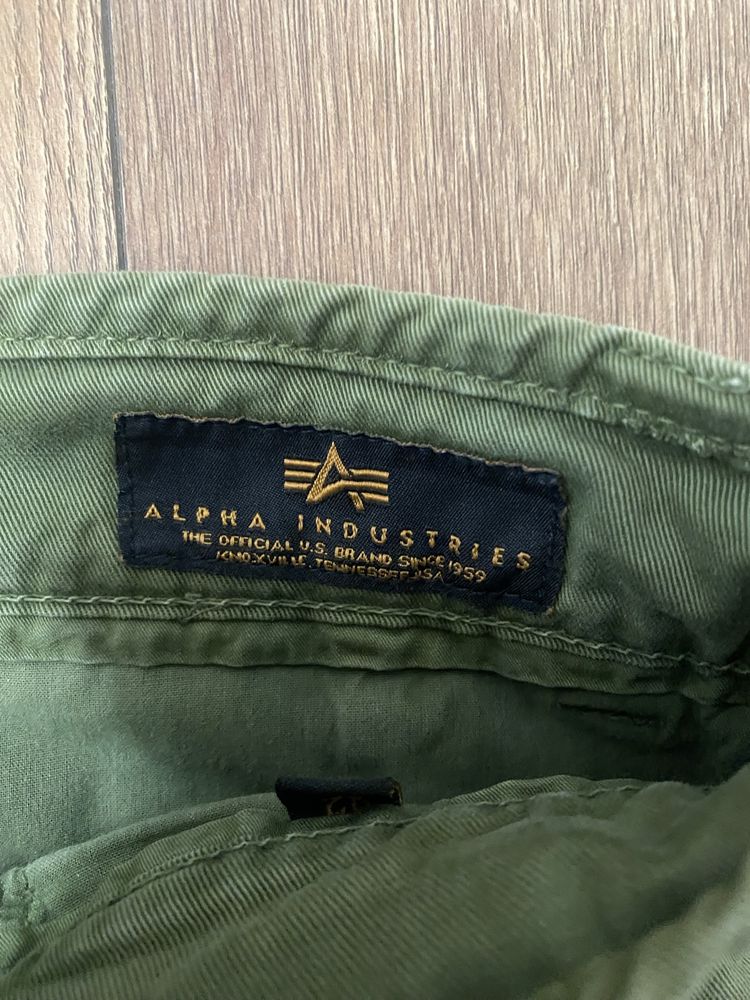 ALPHA INDUSTRIES
THE OFFICIAL U.S. BRAND SINCE 1959
KNOXVILLE, TENNESSEE USA